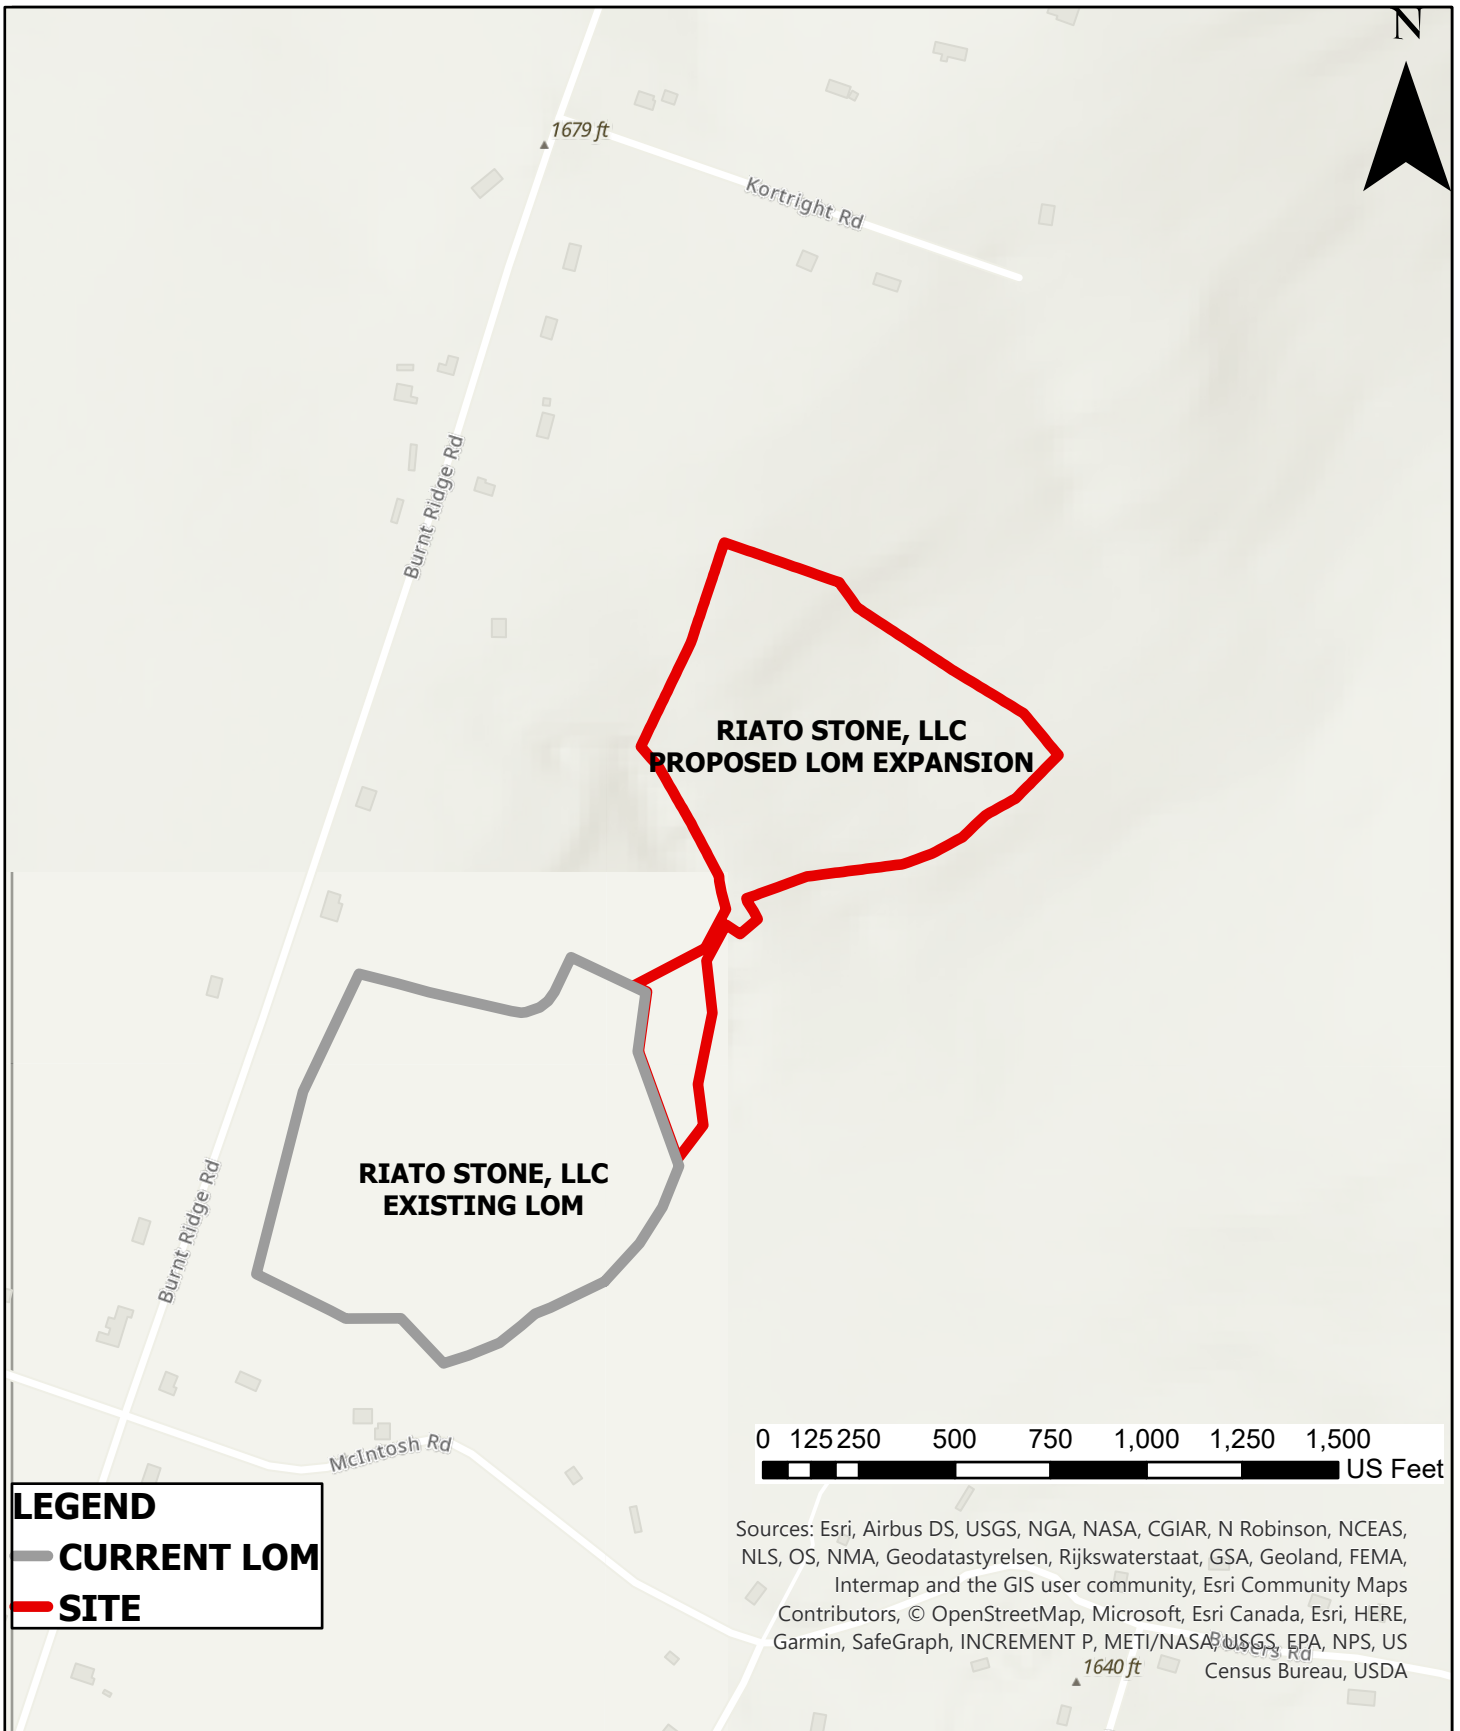 N
1679 ft
Kortright Rd
Burnt Ridge Rd
RIATO STONE, LLC
PROPOSED LOM EXPANSION
RIATO STONE, LLC
EXISTING LOM
Burnt Ridge Rd
McIntosh Rd
0 125 250 500 750 1,000 1,250 1,500
US Feet
LEGEND
CURRENT LOM
SITE
Sources: Esri, Airbus DS, USGS, NGA, NASA, CGIAR, N Robinson, NCEAS,
NLS, OS, NMA, Geodatastyrelsen, Rijkswaterstaat, GSA, Geoland, FEMA,
Intermap and the GIS user community, Esri Community Maps
Contributors, © OpenStreetMap, Microsoft, Esri Canada, Esri, HERE,
Garmin, SafeGraph, INCREMENT P, METI/NASA, USGS, EPA, NPS, US
Census Bureau, USDA
Bowers Rd
1640 ft